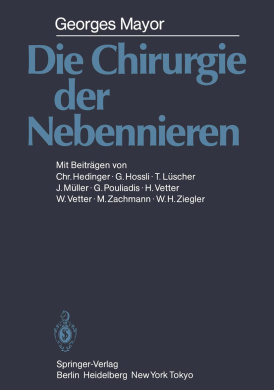 Georges Mayor
Die Chirurgie
der
Nebennieren
Mit Beiträgen von
Chr. Hedinger · G. Hossli · T. Lüscher
J. Müller · G. Pouliadis · H. Vetter
W. Vetter · M. Zachmann · W. H. Ziegler
Springer-Verlag
Berlin Heidelberg New York Tokyo